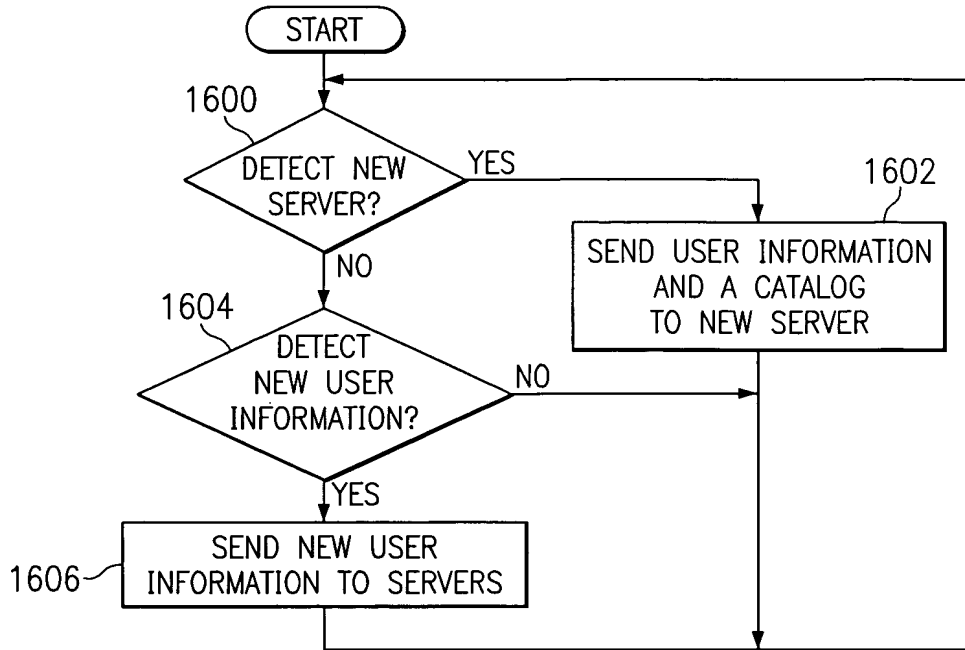 START
1600
DETECT NEW
SERVER?
YES
NO
1602
SEND USER INFORMATION
AND A CATALOG
TO NEW SERVER
1604
DETECT
NEW USER
INFORMATION?
NO
YES
1606
SEND NEW USER
INFORMATION TO SERVERS